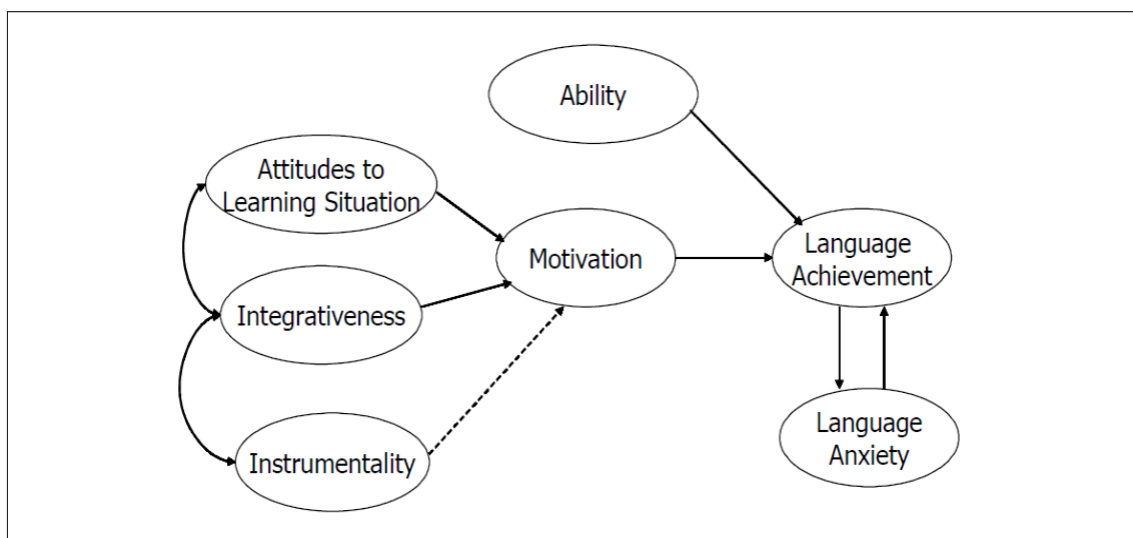 Ability
Attitudes to
Learning Situation
Motivation
Language
Achievement
Integrativeness
Instrumentality
Language
Anxiety